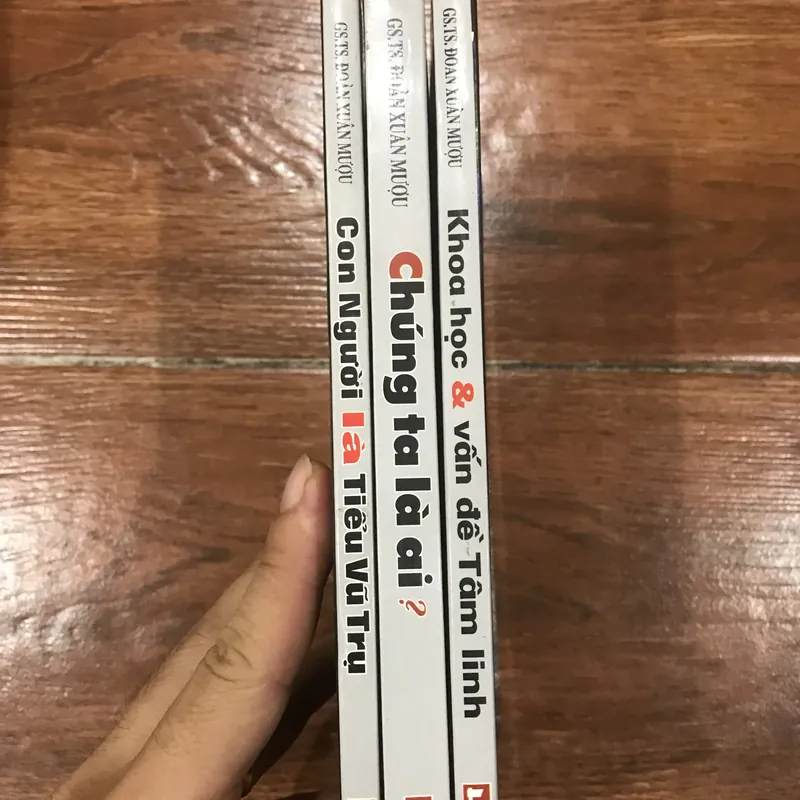 GS.TS. ĐOÀN XUÂN MƯỢU
Con Người là Tiểu Vũ Trụ
GS.TS. ĐOÀN XUÂN MƯỢU
Chúng ta là ai ?
GS.TS. ĐOÀN XUÂN MƯỢU
Khoa học & vấn đề Tâm linh